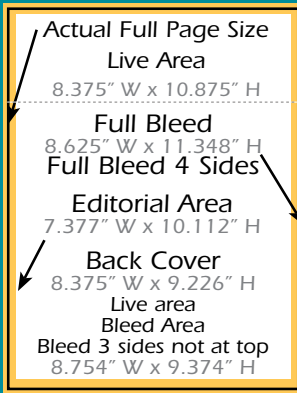 Actual Full Page Size
Live Area
8.375” W x 10.875” H
Full Bleed
8.625” W x 11.348” H
Full Bleed 4 Sides
Editorial Area
7.377” W x 10.112” H
Back Cover
8.375” W x 9.226” H
Live area
Bleed Area
Bleed 3 sides not at top
8.754” W x 9.374” H